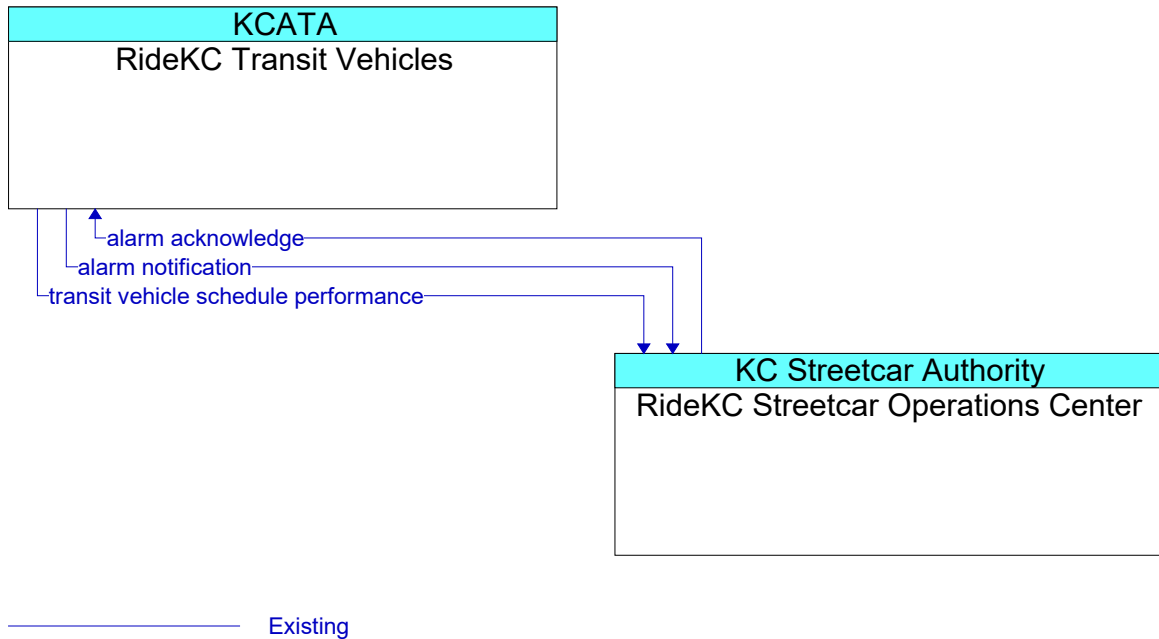 KCATA
RideKC Transit Vehicles
alarm acknowledge
alarm notification
transit vehicle schedule performance
KC Streetcar Authority
RideKC Streetcar Operations Center
Existing